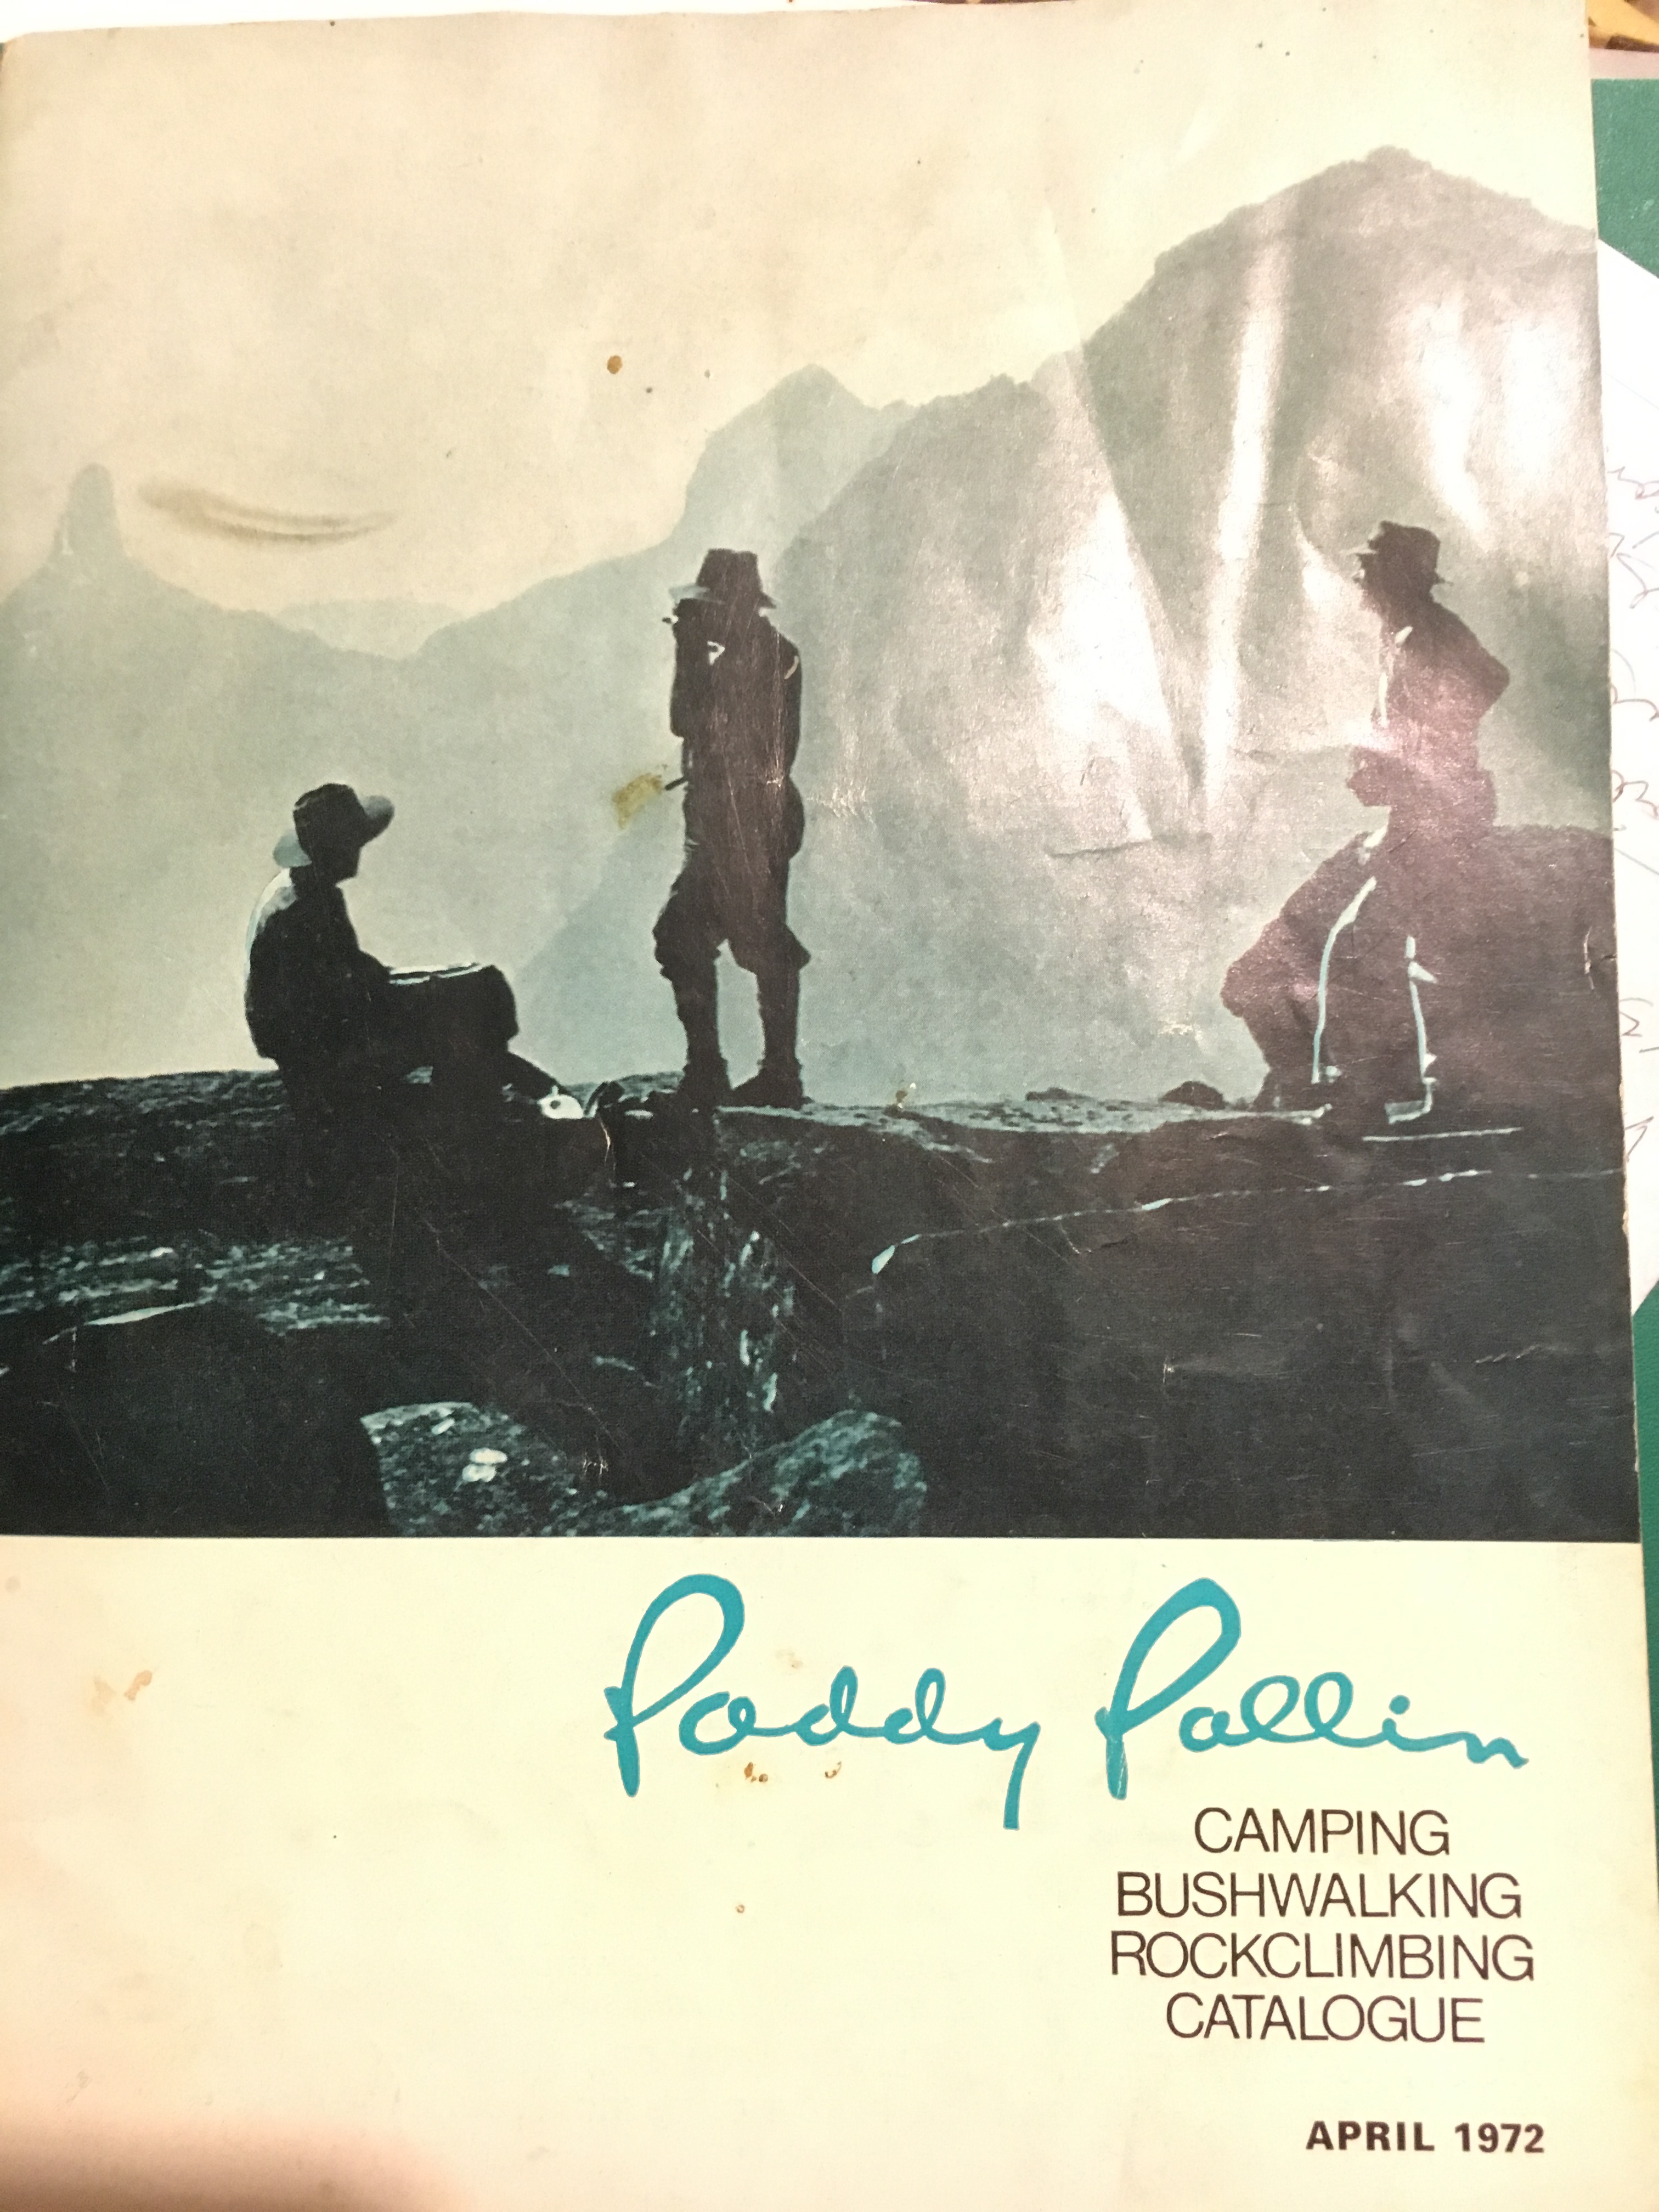 Paddy Pallin
CAMPING
BUSHWALKING
ROCKCLIMBING
CATALOGUE
APRIL 1972